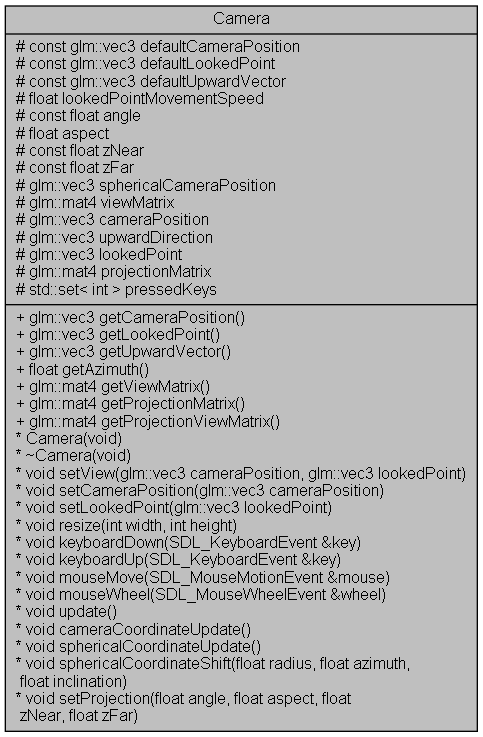 Camera
# const glm::vec3 defaultCameraPosition
# const glm::vec3 defaultLookedPoint
# const glm::vec3 defaultUpwardVector
# float lookedPointMovementSpeed
# const float angle
# float aspect
# const float zNear
# const float zFar
# glm::vec3 sphericalCameraPosition
# glm::mat4 viewMatrix
# glm::vec3 cameraPosition
# glm::vec3 upwardDirection
# glm::vec3 lookedPoint
# glm::mat4 projectionMatrix
# std::set< int > pressedKeys
+ glm::vec3 getCameraPosition()
+ glm::vec3 getLookedPoint()
+ glm::vec3 getUpwardVector()
+ float getAzimuth()
+ glm::mat4 getViewMatrix()
+ glm::mat4 getProjectionMatrix()
+ glm::mat4 getProjectionViewMatrix()
* Camera(void)
* ~Camera(void)
* void setView(glm::vec3 cameraPosition, glm::vec3 lookedPoint)
* void setCameraPosition(glm::vec3 cameraPosition)
* void setLookedPoint(glm::vec3 lookedPoint)
* void resize(int width, int height)
* void keyboardDown(SDL_KeyboardEvent &key)
* void keyboardUp(SDL_KeyboardEvent &key)
* void mouseMove(SDL_MouseMotionEvent &mouse)
* void mouseWheel(SDL_MouseWheelEvent &wheel)
* void update()
* void cameraCoordinateUpdate()
* void sphericalCoordinateUpdate()
* void sphericalCoordinateShift(float radius, float azimuth,
float inclination)
* void setProjection(float angle, float aspect, float
zNear, float zFar)